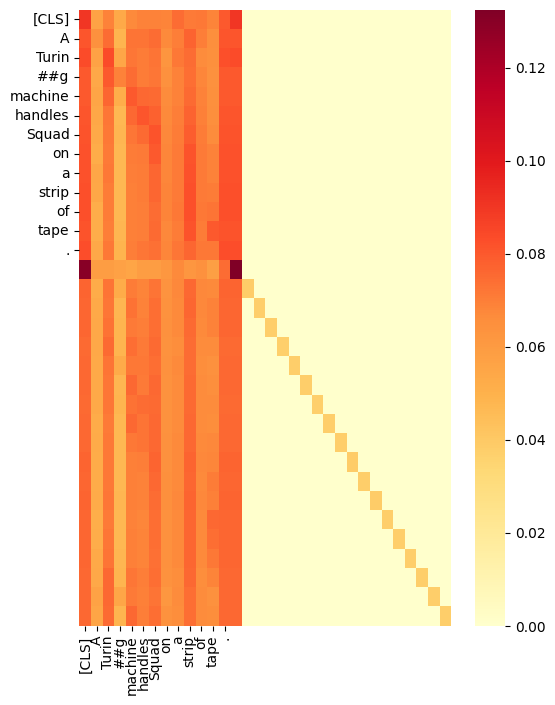 [CLS]
A
Turin
##g
machine
handles
Squad
on
a
strip
of
tape
.
0.12
0.10
0.08
0.06
0.04
0.02
0.00
[CLS]
A
Turin
##g
machine
handles
Squad
on
a
strip
of
tape
.